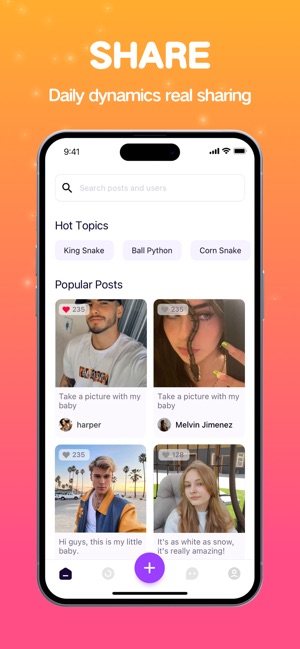 SHARE
Daily dynamics real sharing
9:41
Search posts and users
Hot Topics
King Snake
Ball Python
Corn Snake
Popular Posts
235
235
Take a picture with my
baby
Take a picture with my
baby
harper
Melvin Jimenez
235
128
Hi guys, this is my little
baby.
It's as white as snow,
it's really amazing!